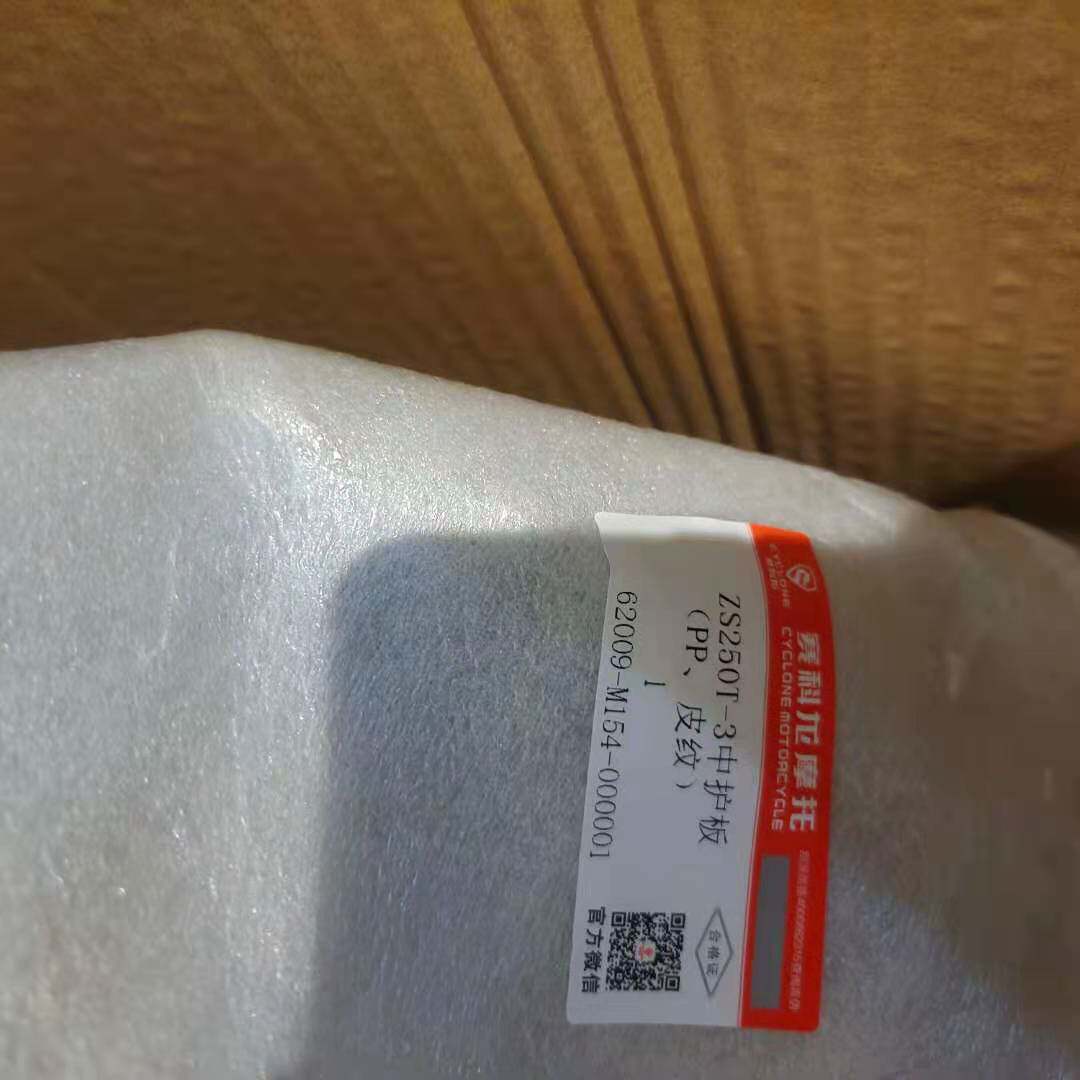 CYCLONE
赛科龙摩托
CYCLONE MOTORCYCLE
ZS250T-3中护板
(PP、皮纹)
1
62009-M154-000001
合格证
官方微信